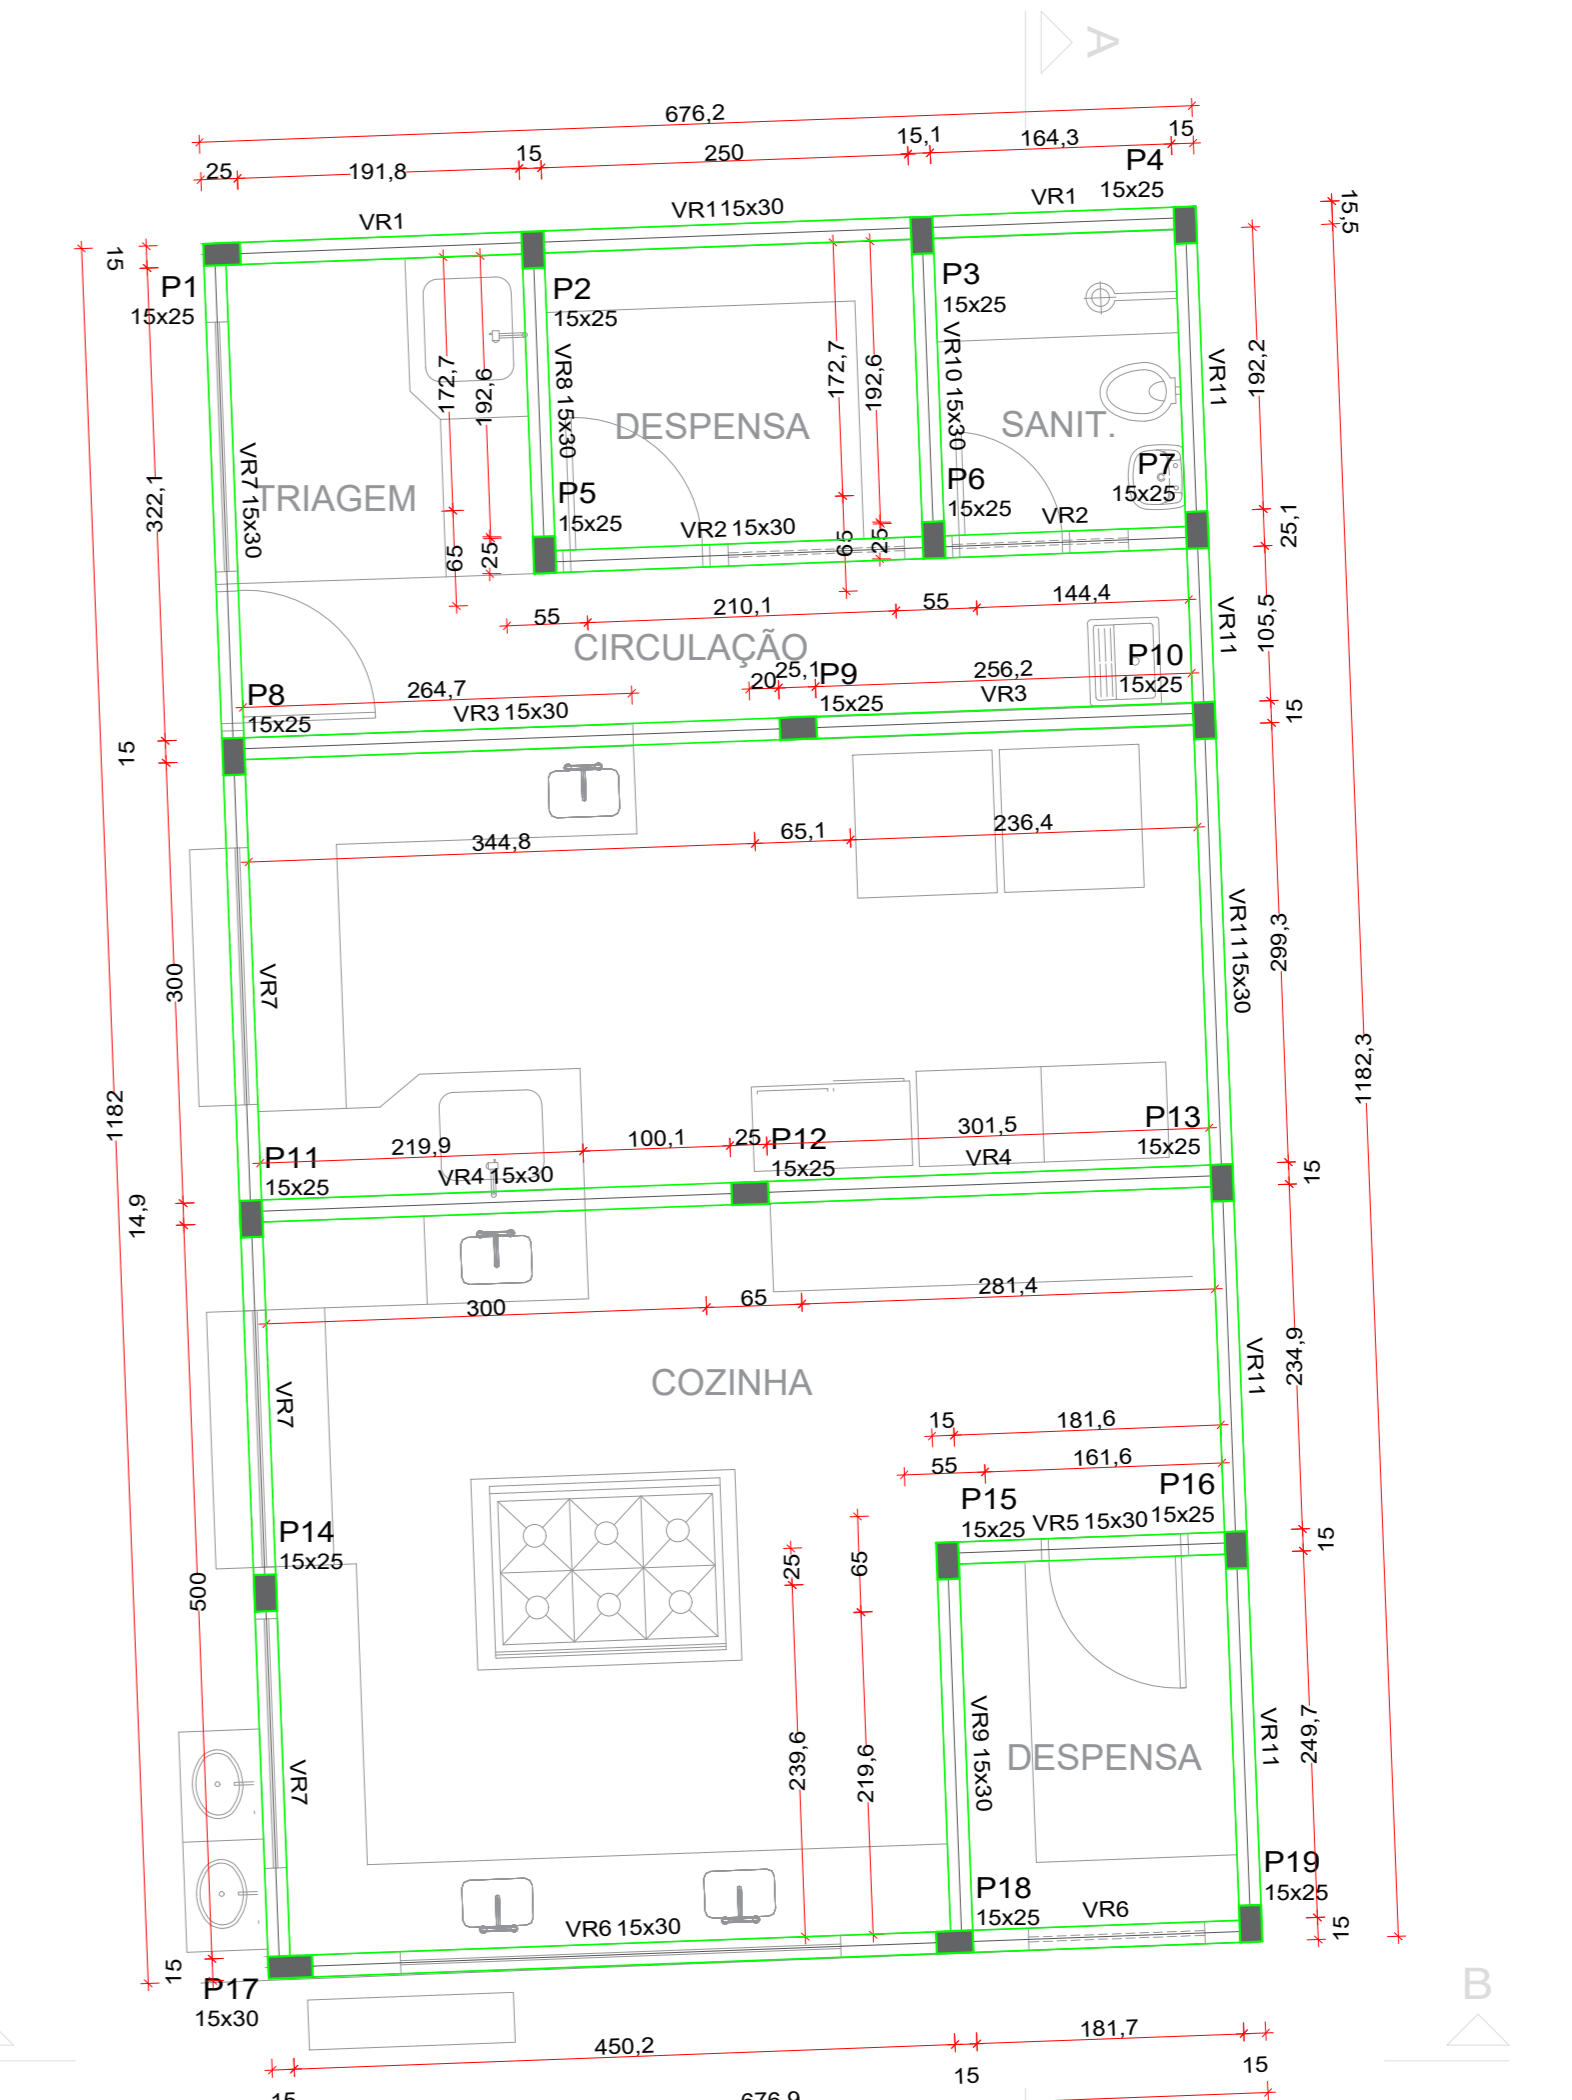 A
676,2
25
191,8
15
250
15,1
164,3
15
P4
15x25
VR1
VR115x30
VR1
15,5
15
P1
15x25
P2
15x25
P3
15x25
172,7
192,6
VR8 15x30
172,7
192,6
VR10 15x30
VR11
192,2
DESPENSA
SANIT.
TRIAGEM
VR7 15x30
322,1
P5
15x25
P6
15x25
P7
15x25
VR2 15x30
VR2
65
25
65
25
25,1
55
210,1
55
144,4
VR11
105,5
CIRCULAÇÃO
P8
15x25
264,7
VR3 15x30
20
25,1
P9
15x25
256,2
VR3
P10
15x25
15
15
344,8
65,1
236,4
300
VR7
VR1115x30
299,3
1182
1182,3
P11
15x25
219,9
VR4 15x30
100,1
25
P12
15x25
301,5
VR4
P13
15x25
15
14,9
300
65
281,4
VR7
COZINHA
VR11
234,9
15
181,6
55
161,6
P14
15x25
P15
15x25
VR5 15x30
P16
15x25
15
25
65
500
239,6
219,6
VR7
VR9 15x30
DESPENSA
VR11
249,7
P18
15x25
VR6 15x30
VR6
P19
15x25
15
15
P17
15x30
B
450,2
181,7
15
15
15
676,9